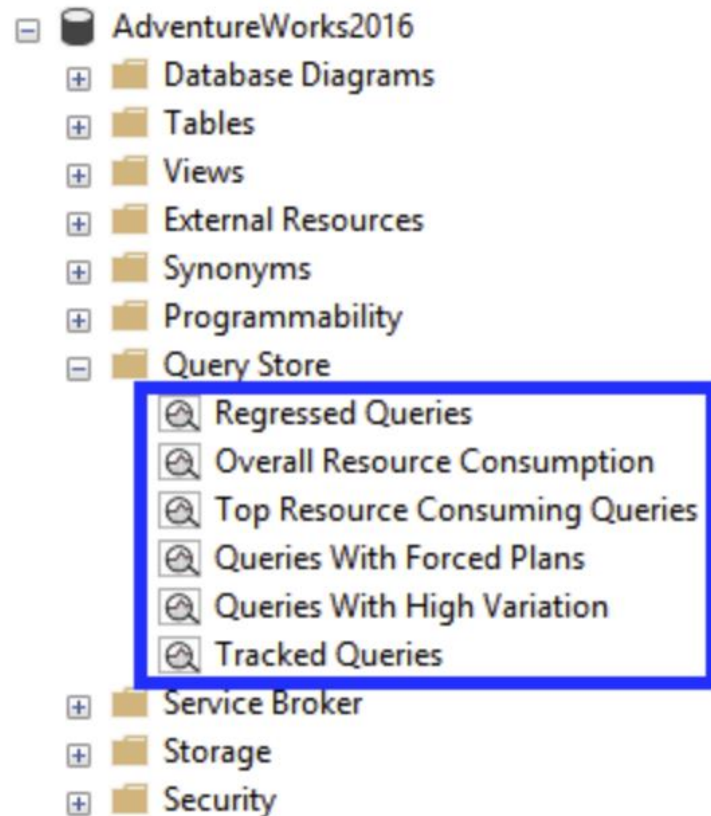 AdventureWorks2016
Database Diagrams
Tables
Views
External Resources
Synonyms
Programmability
Query Store
Regressed Queries
Overall Resource Consumption
Top Resource Consuming Queries
Queries With Forced Plans
Queries With High Variation
Tracked Queries
Service Broker
Storage
Security